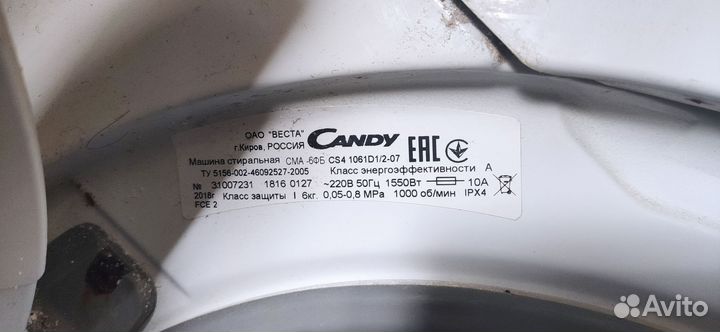 ОАО "ВЕСТА"
г.Киров, РОССИЯ CANDY EAC
Машина стиральная СМА -6ФБ CS4 1061D1/2-07
ТУ 5156-002-46092527-2005 Класс энергоэффективности А
№ 31007231 1816 0127 ~220В 50Гц 1550Вт 10А
2018г Класс защиты I 6кг. 0,05-0,8 MPa 1000 об/мин IPX4
FCE 2
Avito